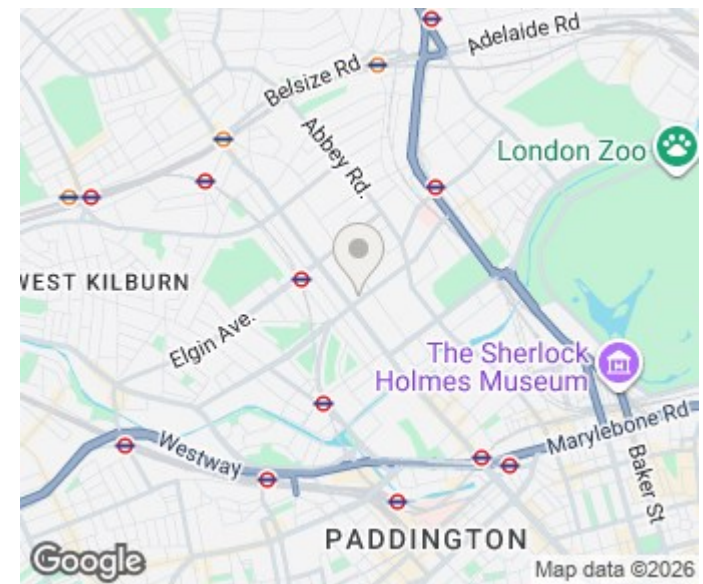 Adelaide Rd
Belsize Rd
Abbey Rd.
London Zoo
WEST KILBURN
Elgin Ave.
The Sherlock
Holmes Museum
Marylebone Rd
Westway
Baker St
PADDINGTON
Google
Map data ©2026